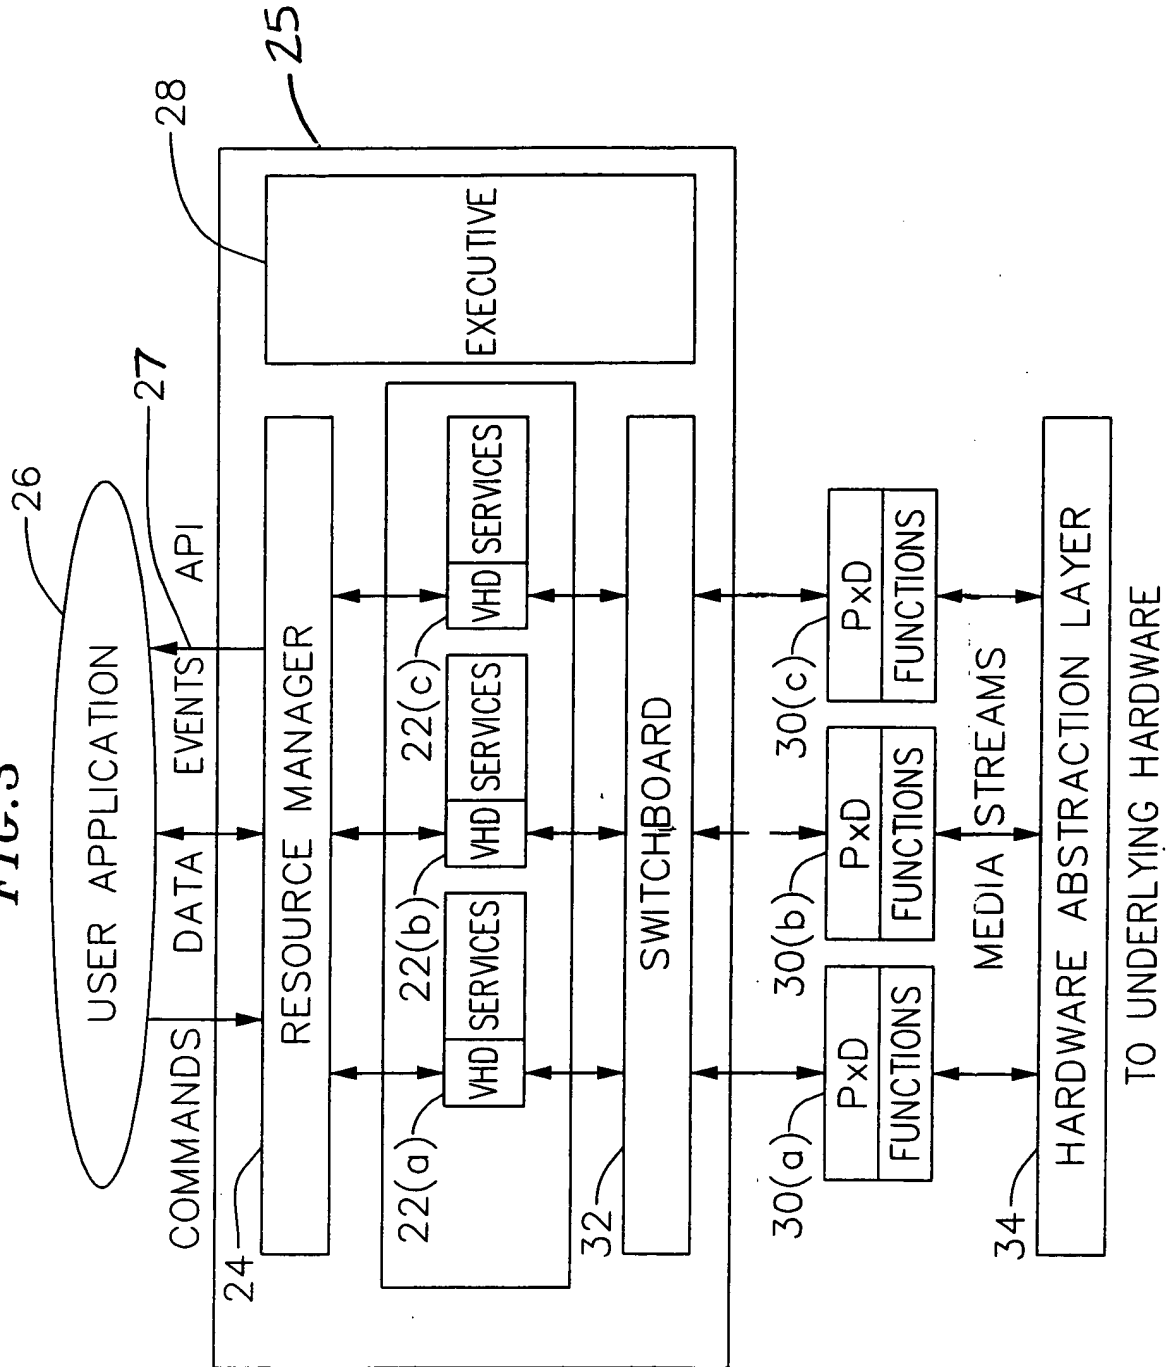 26
USER APPLICATION
27
COMMANDS
DATA
EVENTS
API
28
25
24
RESOURCE MANAGER
EXECUTIVE
22(a)
22(b)
22(c)
VHD SERVICES
VHD SERVICES
VHD SERVICES
32
SWITCHBOARD
30(a)
30(b)
30(c)
PxD
FUNCTIONS
PxD
FUNCTIONS
PxD
FUNCTIONS
MEDIA STREAMS
34
HARDWARE ABSTRACTION LAYER
TO UNDERLYING HARDWARE